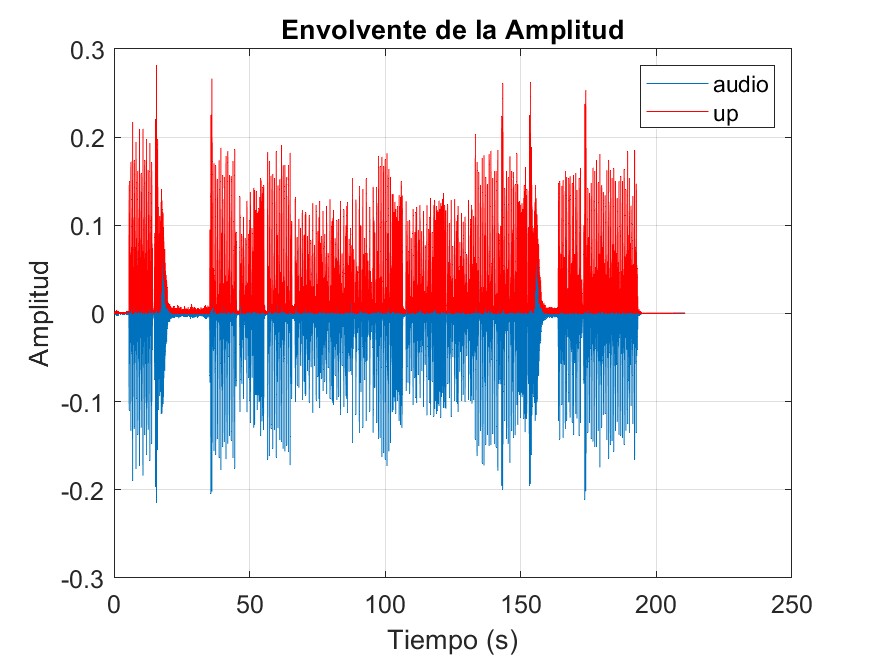 Envolvente de la Amplitud
audio
up
0.3
0.2
0.1
0
-0.1
-0.2
-0.3
Amplitud
0 50 100 150 200 250
Tiempo (s)